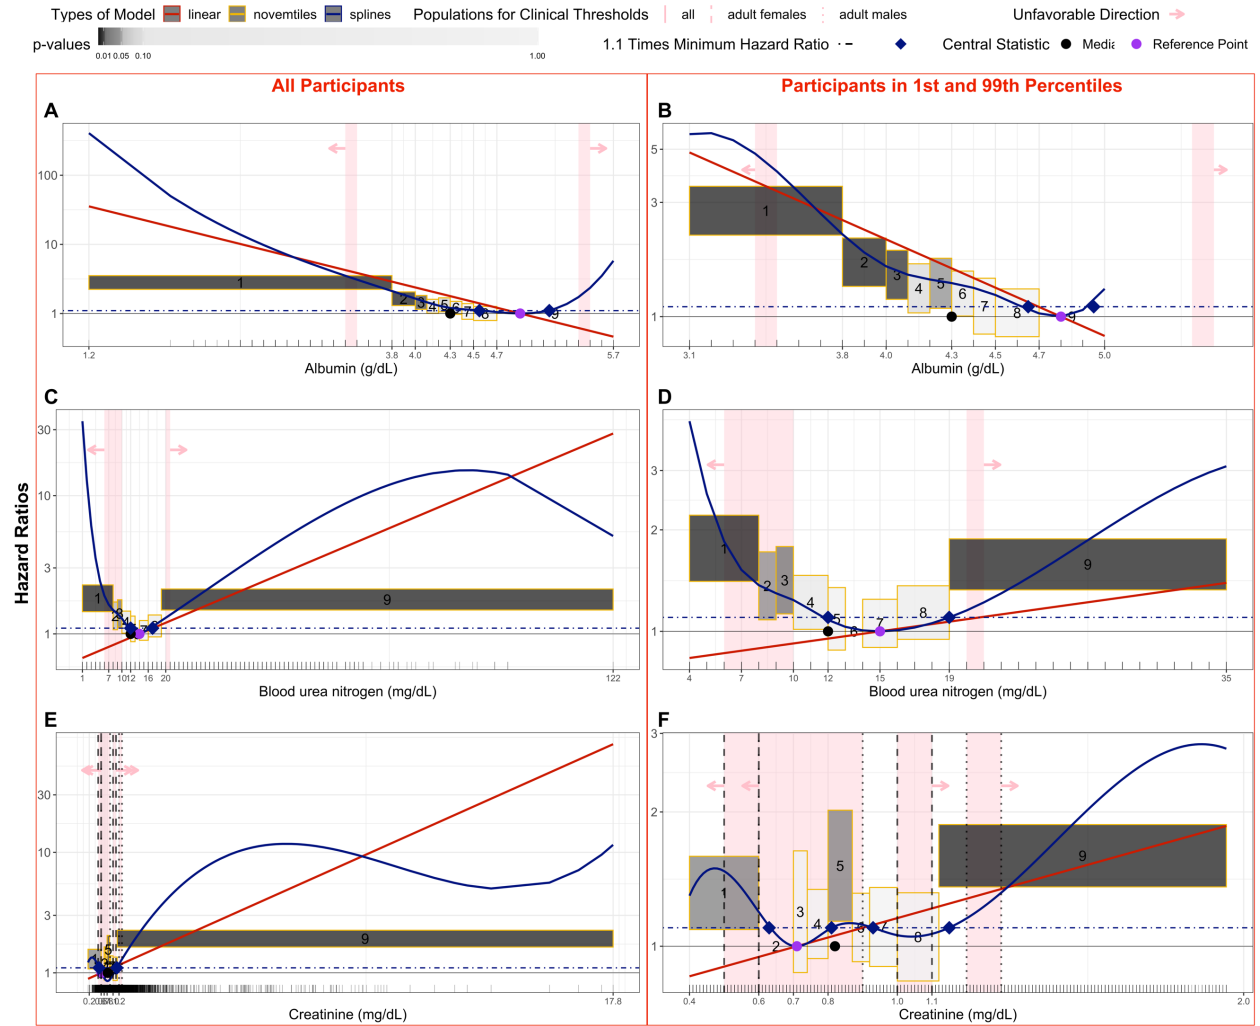 Types of Model linear noventiles splines Populations for Clinical Thresholds all adult females adult males Unfavorable Direction
p-values 0.01 0.05 0.10 1.00 1.1 Times Minimum Hazard Ratio Central Statistic Media Reference Point
All Participants Participants in 1st and 99th Percentiles
A
100
10
1
1 2 3 4 5 6 7 8 9
1.2 3.8 4.0 4.3 4.5 4.7 5.7
Albumin (g/dL)
B
5
3
1
1 2 3 4 5 6 7 8 9
3.1 3.8 4.0 4.3 4.5 4.7 5.0
Albumin (g/dL)
Hazard Ratios
C
30
10
3
1
1 2 3 4 7 9
1 7 10 12 16 20 122
Blood urea nitrogen (mg/dL)
D
3
2
1
1 2 3 4 5 6 7 8 9
4 7 10 12 15 19 35
Blood urea nitrogen (mg/dL)
E
30
10
3
1
5 9
17.8
Creatinine (mg/dL)
F
3
2
1
1 2 3 4 5 6 7 8 9
0.4 0.6 0.7 0.8 1.0 1.1 2.0
Creatinine (mg/dL)